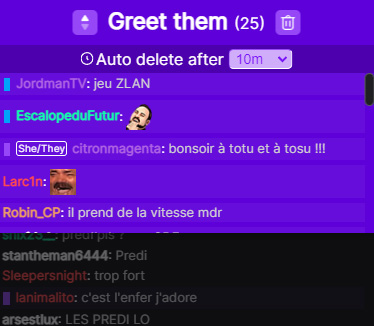 Greet them (25)
Auto delete after 10m
JordmanTV: jeu ZLAN
EscalopeduFutur:
She/They citronmagenta: bonsoir à totu et à tosu !!!
Larc1n:
Robin_CP: il prend de la vitesse mdr
predi pis ?
stantheman6444: Predi
Sleepersnight: trop fort
lanimalito: c'est l'enfer j'adore
arsestlux: LES PREDI LO